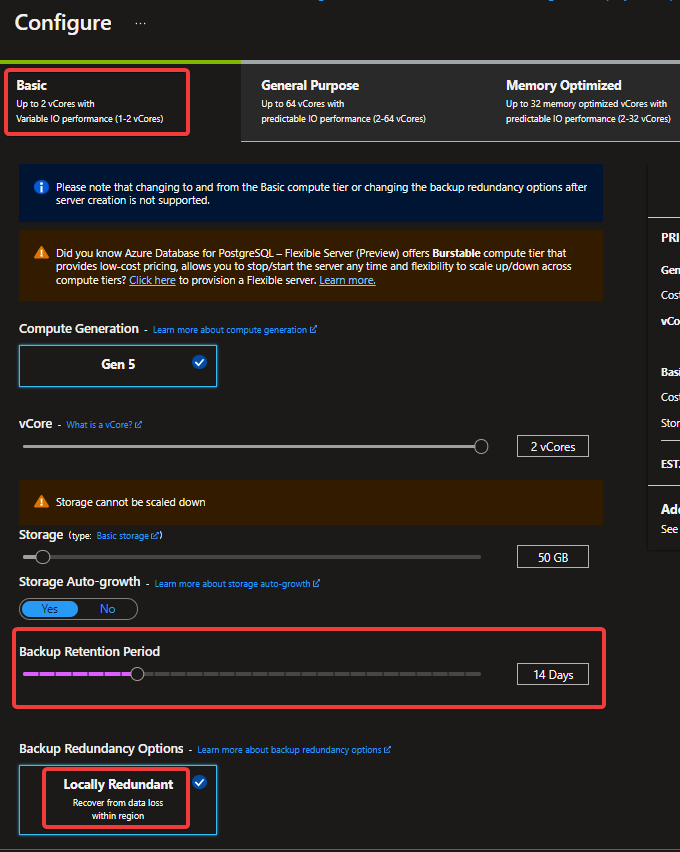 Configure ...
Basic
Up to 2 vCores with
Variable IO performance (1-2 vCores)
General Purpose
Up to 64 vCores with
predictable IO performance (2-64 vCores)
Memory Optimized
Up to 32 memory optimized vCores with
predictable IO performance (2-32 vCores)
Please note that changing to and from the Basic compute tier or changing the backup redundancy options after
server creation is not supported.
Did you know Azure Database for PostgreSQL – Flexible Server (Preview) offers Burstable compute tier that
provides low-cost pricing, allows you to stop/start the server any time and flexibility to scale up/down across
compute tiers? Click here to provision a Flexible server. Learn more.
Compute Generation - Learn more about compute generation
Gen 5
vCore - What is a vCore?
2 vCores
Storage cannot be scaled down
Storage (type: Basic storage)
50 GB
Storage Auto-growth - Learn more about storage auto-growth
Yes No
Backup Retention Period
14 Days
Backup Redundancy Options - Learn more about backup redundancy options
Locally Redundant
Recover from data loss
within region
PRI
Gen
Cost
vCo
Basi
Cost
Stor
EST.
Add
See